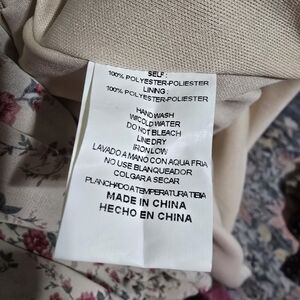 SELF:
100% POLYESTER-POLIESTER
LINING:
100% POLYESTER-POLIESTER
HAND WASH
W/COLD WATER
DO NOT BLEACH
LINE DRY
IRON LOW
LAVADO A MANO CON AQUA FRIA
NO USE BLANQUEADOR
COLGAR A SECAR
PLANCHADO A TEMPERATURA TIBIA
MADE IN CHINA
HECHO EN CHINA